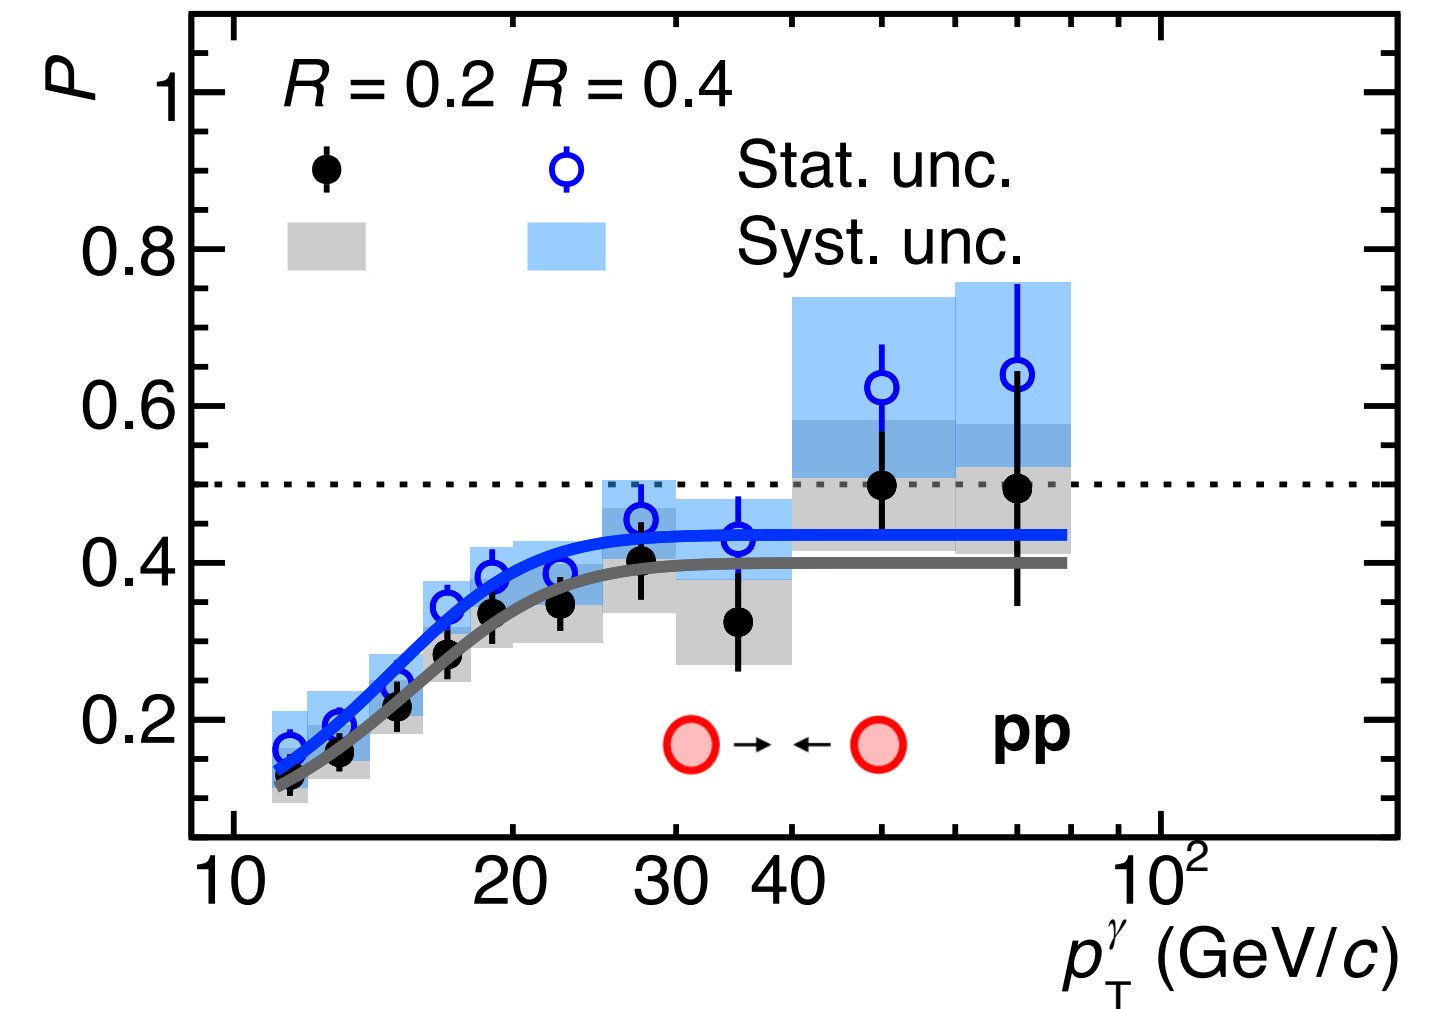 P
R = 0.2 R = 0.4
Stat. unc.
Syst. unc.
1
0.8
0.6
0.4
0.2
pp
10 20 30 40 10²
p_T^γ (GeV/c)